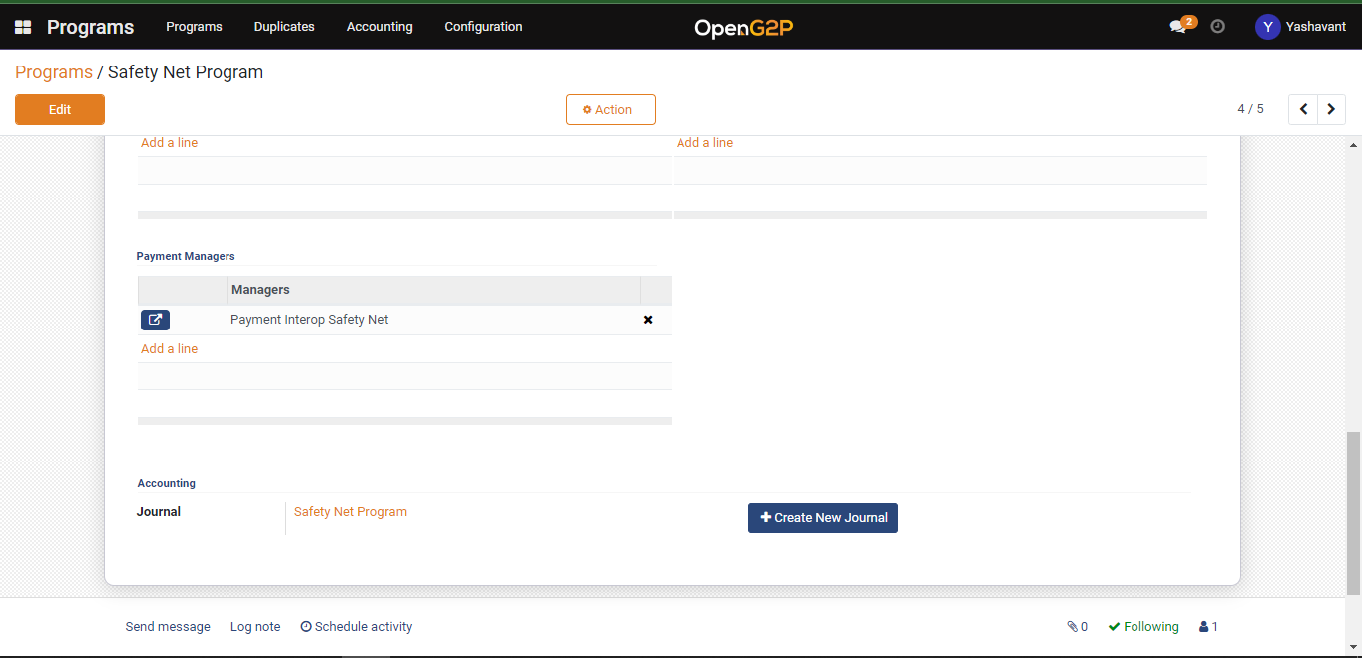 Programs Programs Duplicates Accounting Configuration OpenG2P 2 Y Yashavant
Programs / Safety Net Program
Edit Action 4 / 5
Add a line Add a line
Payment Managers
Managers
Payment Interop Safety Net
Add a line
Accounting
Journal Safety Net Program Create New Journal
Send message Log note Schedule activity 0 Following 1